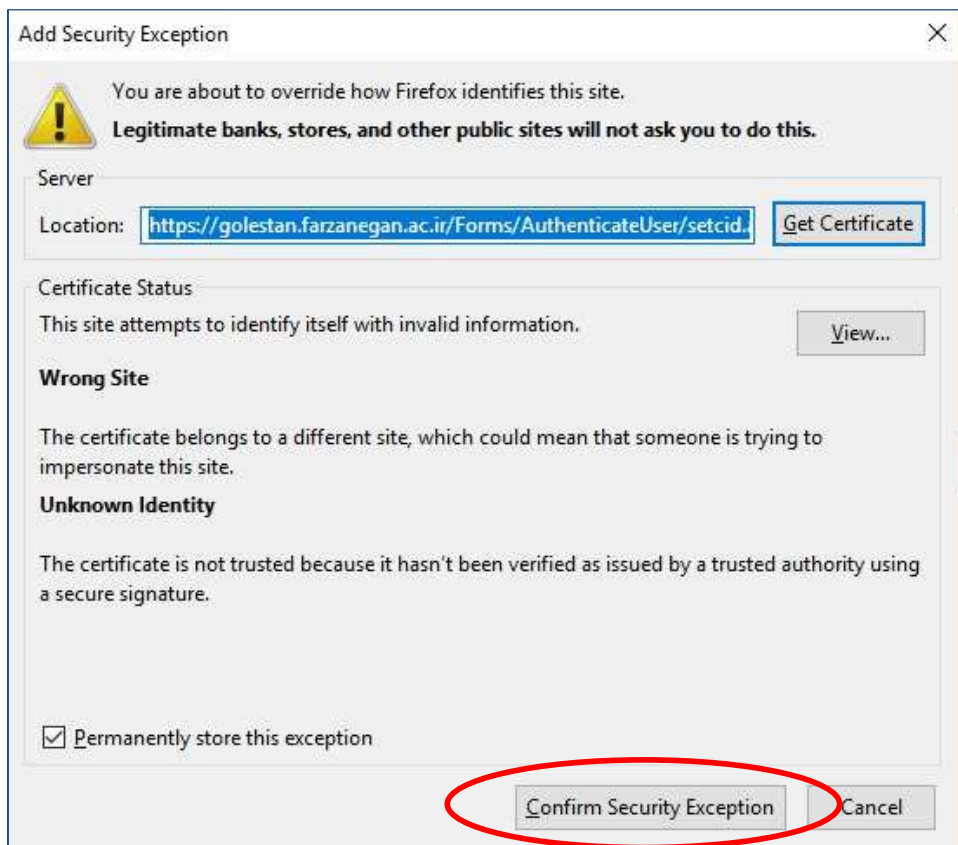 Add Security Exception
You are about to override how Firefox identifies this site.
Legitimate banks, stores, and other public sites will not ask you to do this.
Server
Location: https://golestan.farzanegan.ac.ir/Forms/AuthenticateUser/setcid. Get Certificate
Certificate Status
This site attempts to identify itself with invalid information.
View...
Wrong Site
The certificate belongs to a different site, which could mean that someone is trying to
impersonate this site.
Unknown Identity
The certificate is not trusted because it hasn't been verified as issued by a trusted authority using
a secure signature.
Permanently store this exception
Confirm Security Exception Cancel